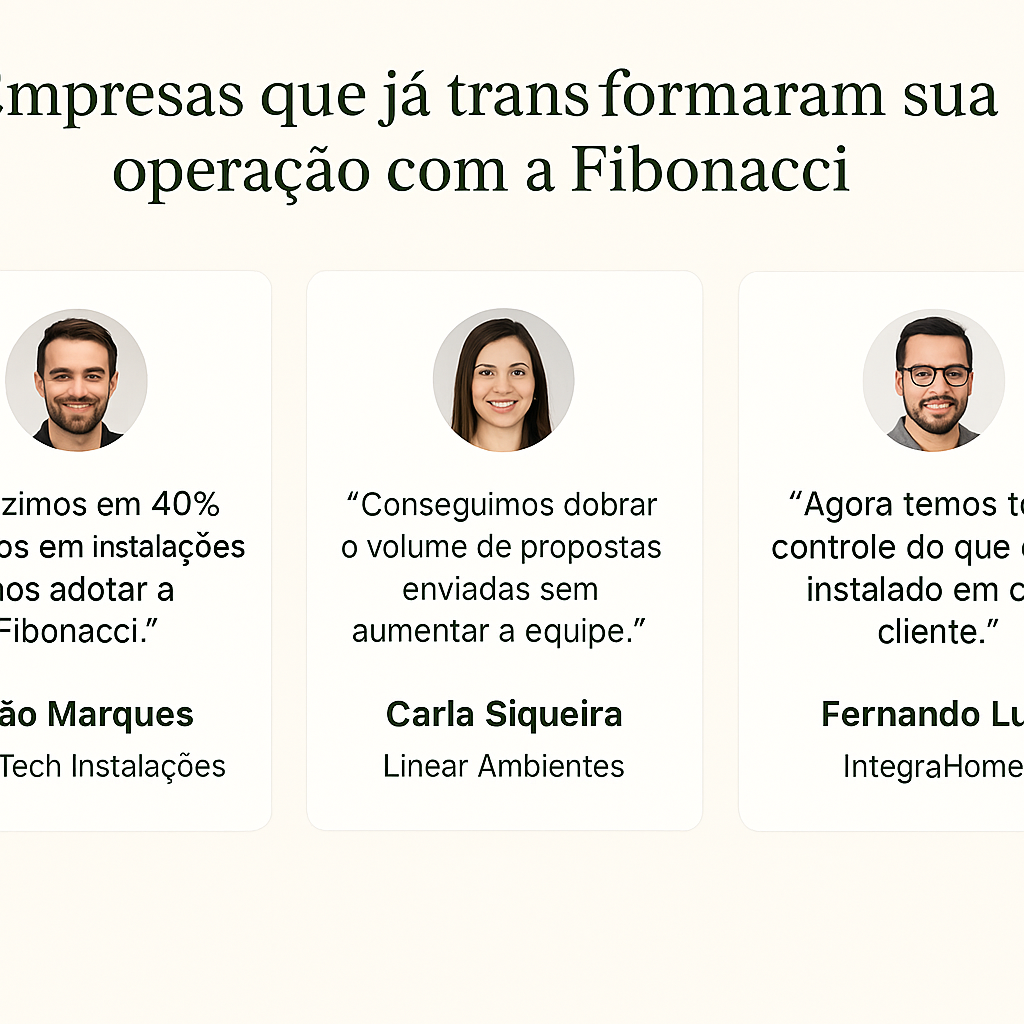 Empresas que já transformaram sua
operação com a Fibonacci
zimos em 40%
os em instalações
nos adotar a
Fibonacci.”
ão Marques
Tech Instalações
“Conseguimos dobrar
o volume de propostas
enviadas sem
aumentar a equipe.”
Carla Siqueira
Linear Ambientes
“Agora temos to
controle do que
instalado em c
cliente.”
Fernando Lu
IntegraHome